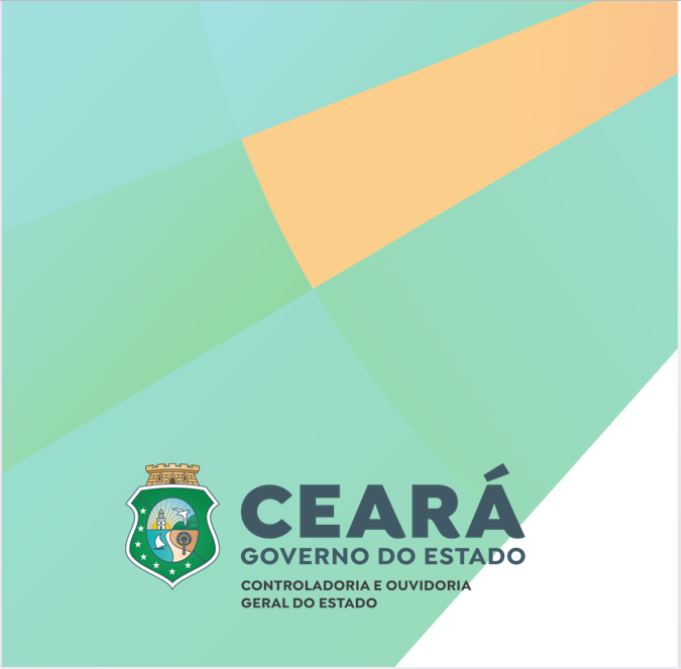 CEARÁ
GOVERNO DO ESTADO
CONTROLADORIA E OUVIDORIA
GERAL DO ESTADO